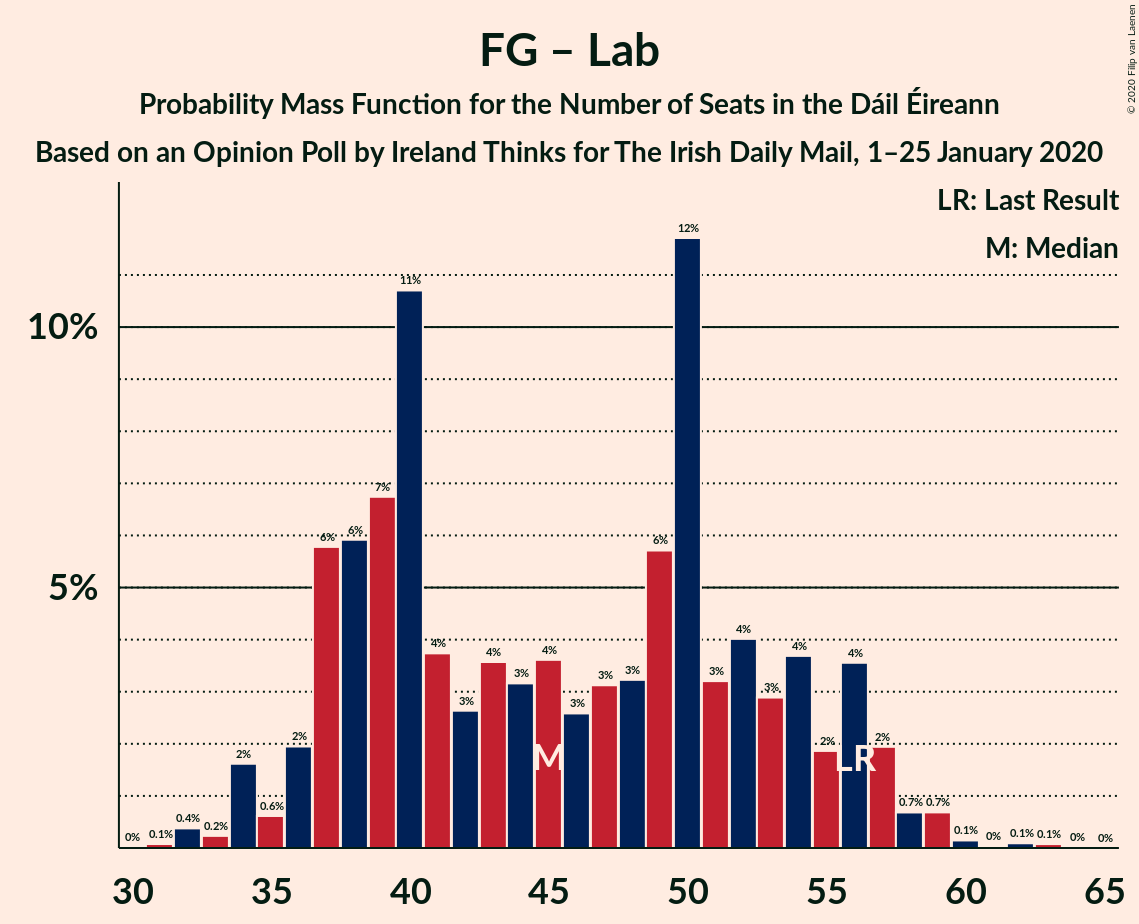 FG – Lab
Probability Mass Function for the Number of Seats in the Dáil Éireann
Based on an Opinion Poll by Ireland Thinks for The Irish Daily Mail, 1–25 January 2020
© 2020 Filip van Laenen
LR: Last Result
M: Median
10%
5%
0% 0.1% 0.4% 0.2% 2% 0.6% 2% 6% 6% 7% 11% 4% 3% 4% 3% 4% 3% 3% 3% 6% 12% 3% 4% 3% 4% 2% 4% 2% 0.7% 0.7% 0.1% 0% 0.1% 0.1% 0% 0%
M LR
30 35 40 45 50 55 60 65